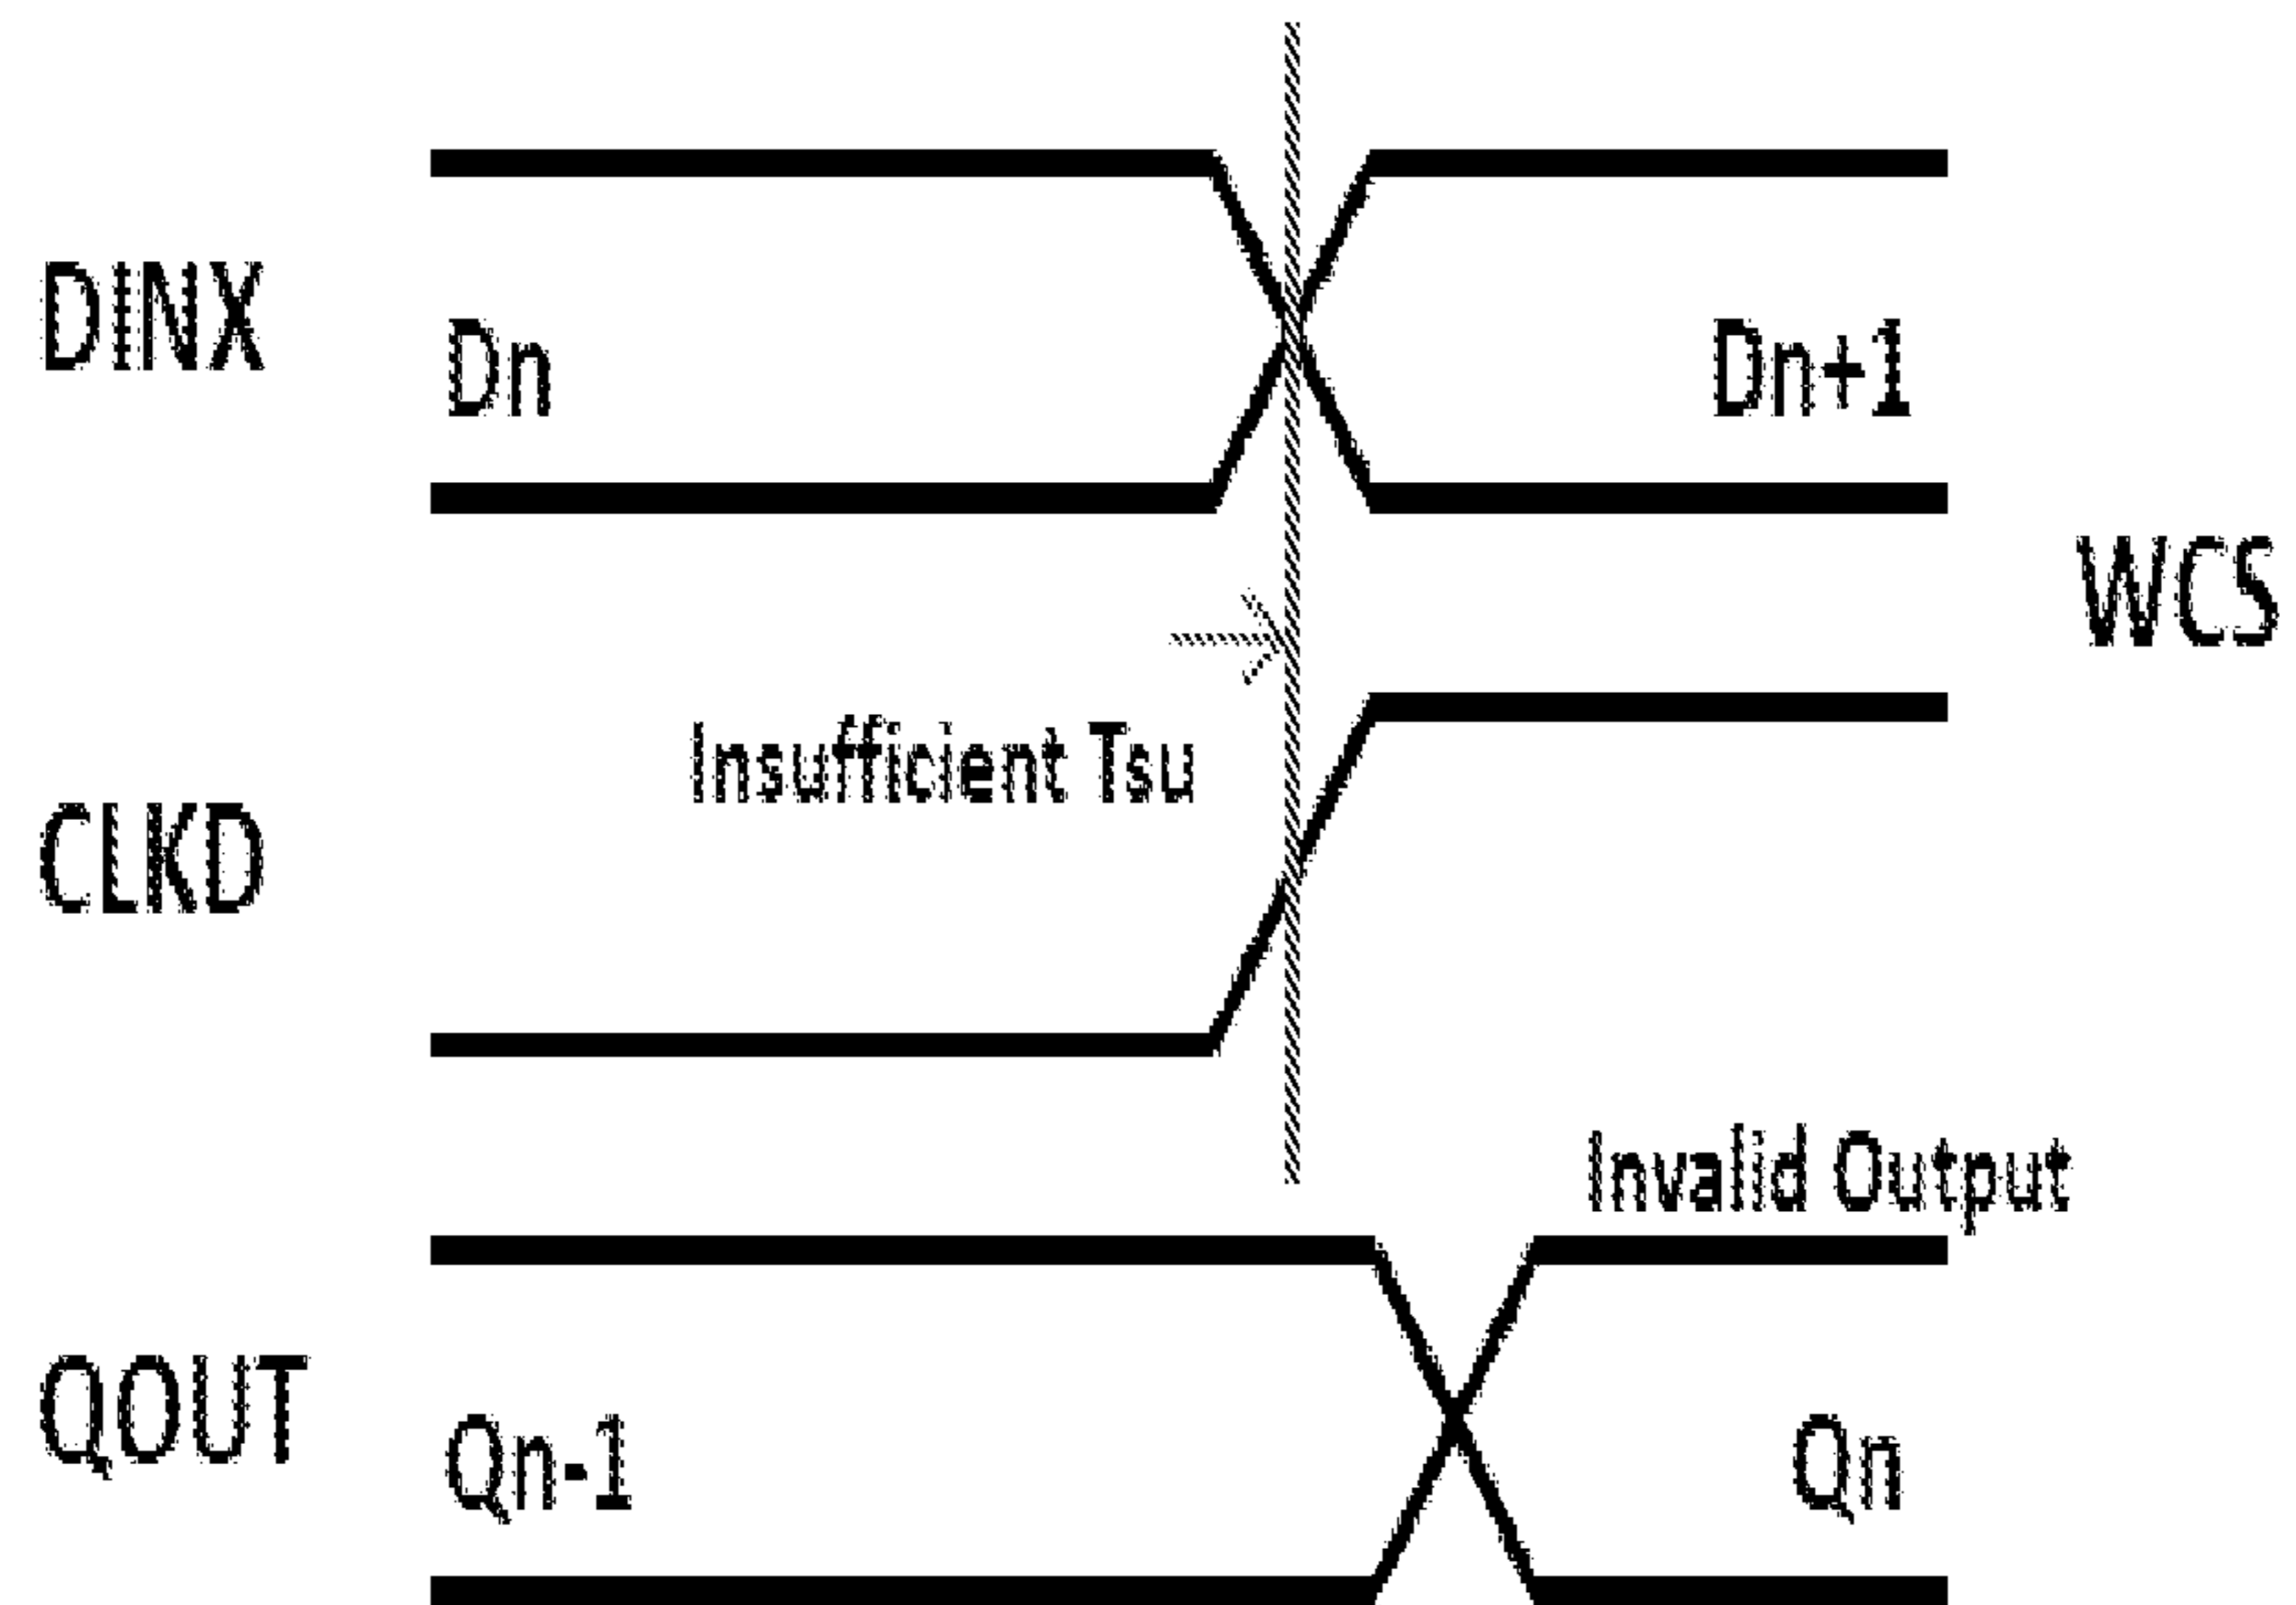 DINX
Dn
Dn+1
WCS
Insufficient Tsu
CLKD
Invalid Output
QOUT
Qn-1
Qn